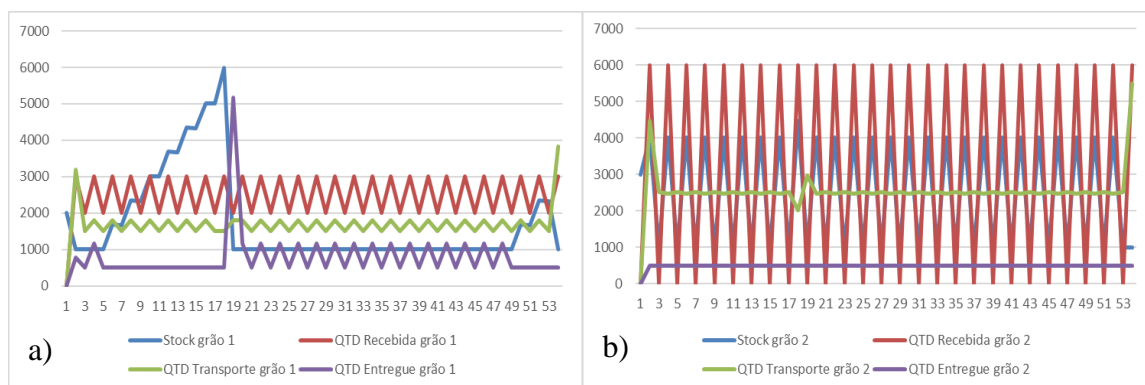 7000
6000
5000
4000
3000
2000
1000
0
1 3 5 7 9 11 13 15 17 19 21 23 25 27 29 31 33 35 37 39 41 43 45 47 49 51 53
Stock grão 1 QTD Recebida grão 1
a) QTD Transporte grão 1 QTD Entregue grão 1
7000
6000
5000
4000
3000
2000
1000
0
1 3 5 7 9 11 13 15 17 19 21 23 25 27 29 31 33 35 37 39 41 43 45 47 49 51 53
Stock grão 2 QTD Recebida grão 2
b) QTD Transporte grão 2 QTD Entregue grão 2